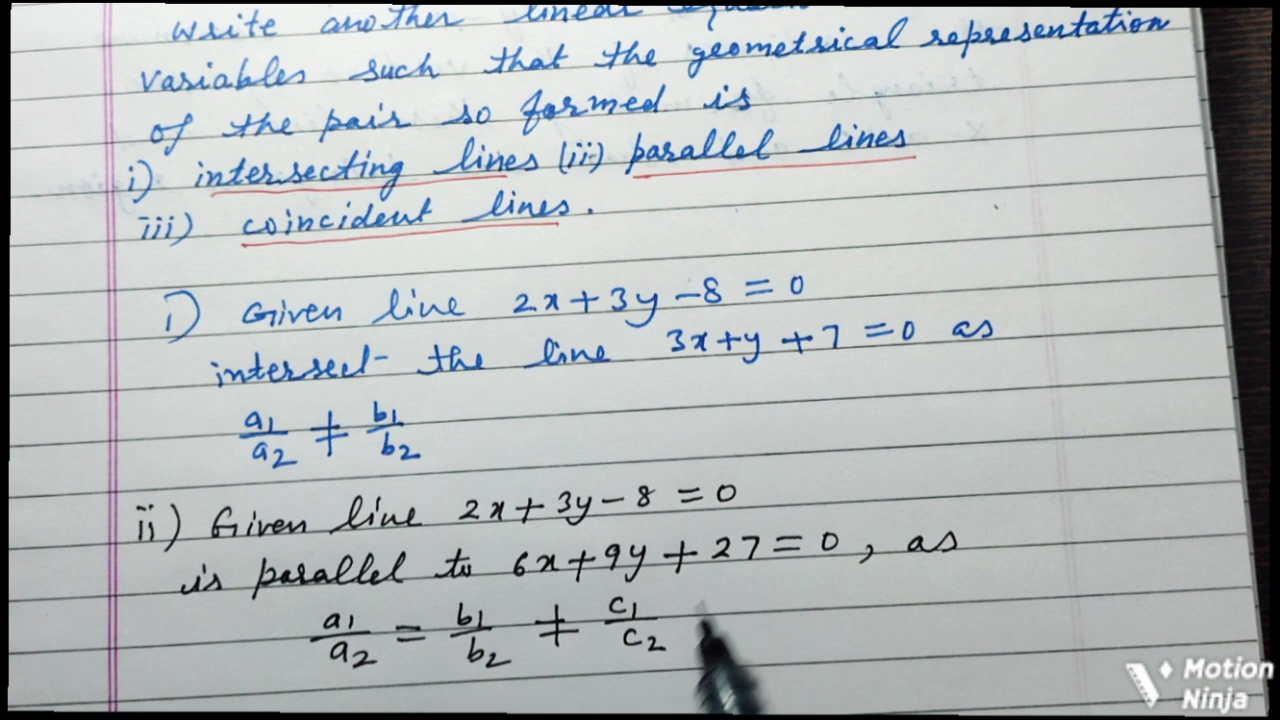 write another linear
variables such that the geometrical representation
of the pair so formed is
i) intersecting lines (ii) parallel lines
iii) coincident lines.
i) Given line 2x + 3y - 8 = 0
intersect the line 3x + y + 7 = 0 as
a1/a2 ≠ b1/b2
ii) Given line 2x + 3y - 8 = 0
is parallel to 6x + 9y + 27 = 0, as
a1/a2 = b1/b2 ≠ c1/c2
Motion
Ninja